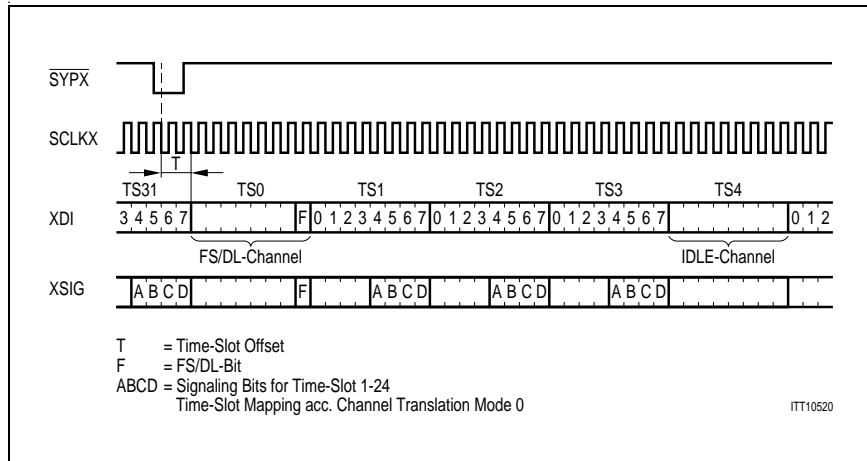 SYPX
SCLKX
T
TS31 TS0 TS1 TS2 TS3 TS4
XDI 3 4 5 6 7 F 0 1 2 3 4 5 6 7 0 1 2 3 4 5 6 7 0 1 2 3 4 5 6 7 0 1 2
FS/DL-Channel IDLE-Channel
XSIG A B C D F A B C D A B C D A B C D
T = Time-Slot Offset
F = FS/DL-Bit
ABCD = Signaling Bits for Time-Slot 1-24
Time-Slot Mapping acc. Channel Translation Mode 0
ITT10520